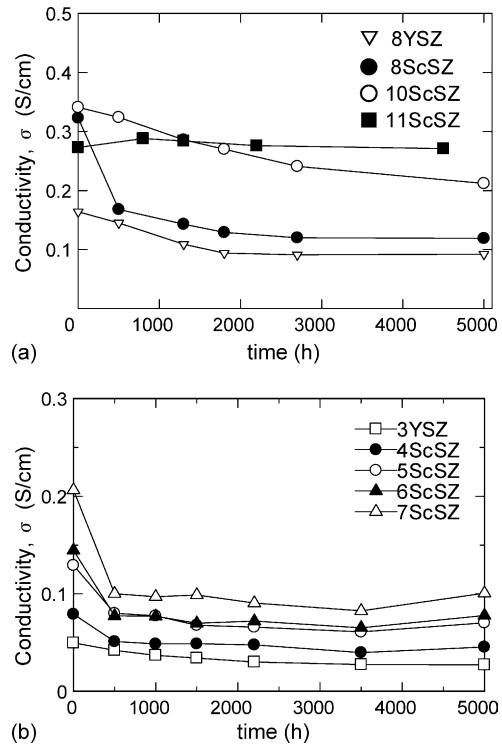 0.5
0.4
0.3
0.2
0.1
Conductivity, σ (S/cm)
8YSZ
8ScSZ
10ScSZ
11ScSZ
0 1000 2000 3000 4000 5000
time (h)
(a)
0.3
0.2
0.1
0
Conductivity, σ (S/cm)
3YSZ
4ScSZ
5ScSZ
6ScSZ
7ScSZ
0 1000 2000 3000 4000 5000
time (h)
(b)